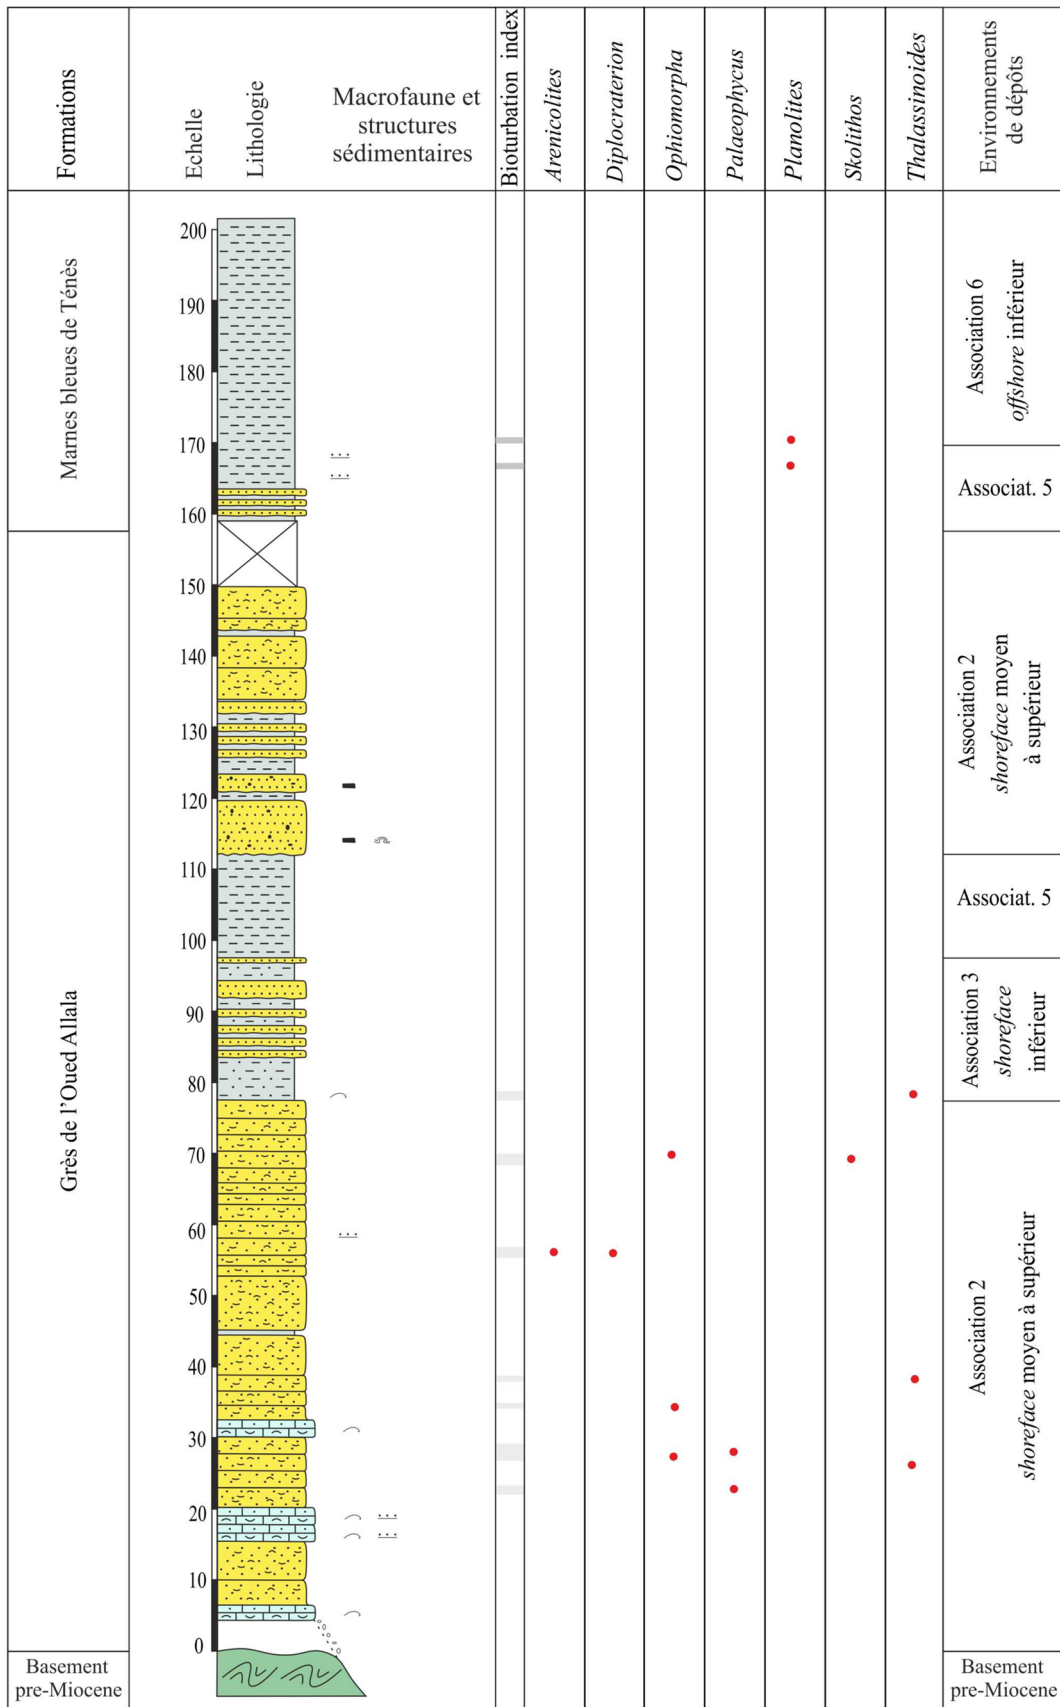 Formations
Echelle
Lithologie
Macrofaune et
structures
sédimentaires
Bioturbation index
Arenicolites
Diplocraterion
Ophiomorpha
Palaeophycus
Planolites
Skolithos
Thalassinoides
Environnements
de dépôts
Marnes bleues de Ténès
Grès de l'Oued Allala
Basement
pre-Miocene
200
190
180
170
160
150
140
130
120
110
100
90
80
70
60
50
40
30
20
10
0
Association 6
offshore inférieur
Associat. 5
Association 2
shoreface moyen
à supérieur
Associat. 5
Association 3
shoreface
inférieur
Association 2
shoreface moyen à supérieur
Basement
pre-Miocene